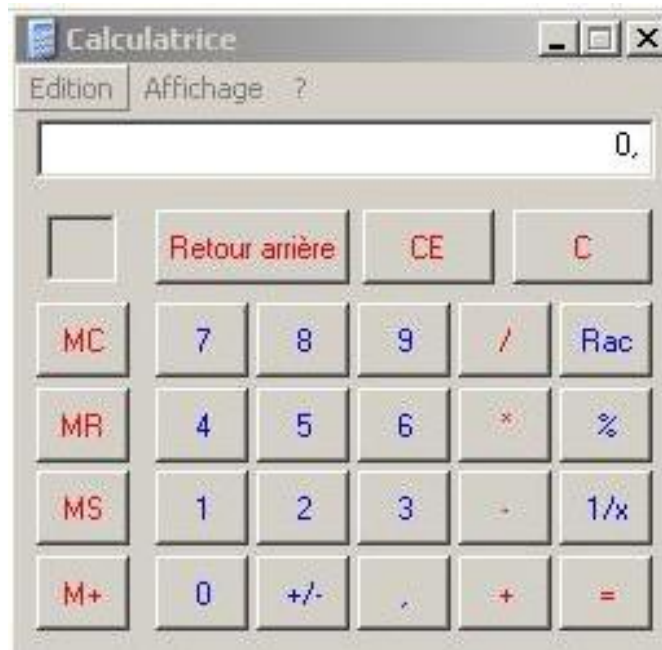 Calculatrice
Edition Affichage ?
0,
Retour arrière CE C
MC 7 8 9 / Rac
MR 4 5 6 * %
MS 1 2 3 - 1/x
M+ 0 +/- , + =